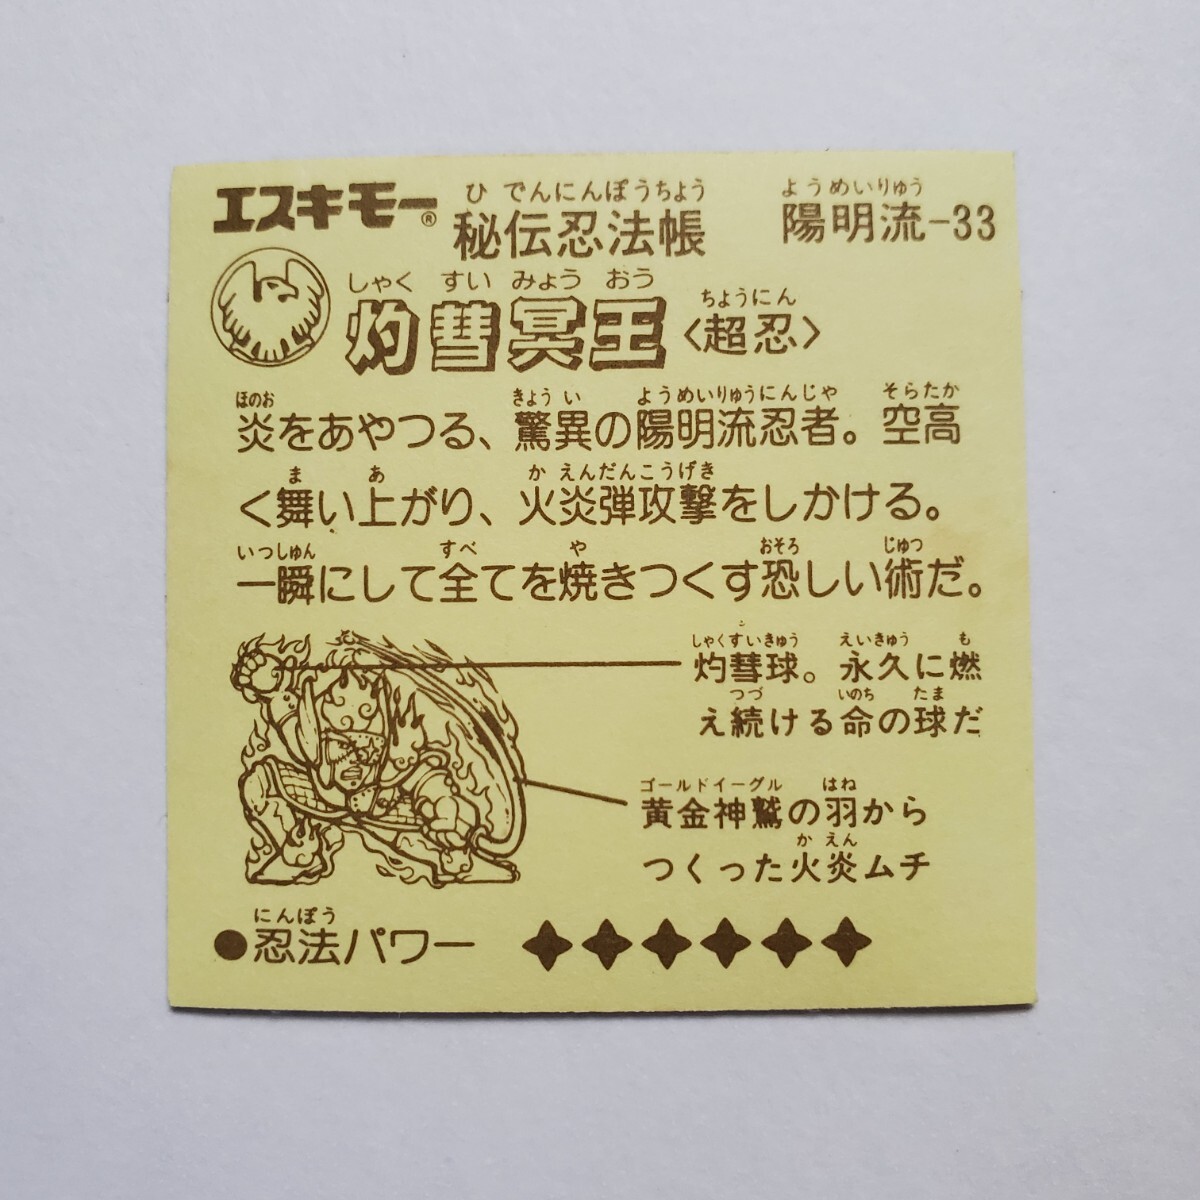 エスキモー®
ひでんにんぽうちょう
秘伝忍法帳
ようめいりゅう
陽明流-33
しゃくすいみょうおう
灼彗冥王
ちょうにん
〈超忍〉
ほのお きょうい ようめいりゅうにんじゃ そらたか
炎をあやつる、驚異の陽明流忍者。空高
ま あ かえんだんこうげき
く舞い上がり、火炎弾攻撃をしかける。
いっしゅん すべ や おそろ じゅつ
一瞬にして全てを焼きつくす恐しい術だ。
しゃくすいきゅう えいきゅう も
灼彗球。永久に燃
つづ いのち たま
え続ける命の球だ
ゴールドイーグル はね
黄金神鷲の羽から
かえん
つくった火炎ムチ
にんぽう
●忍法パワー